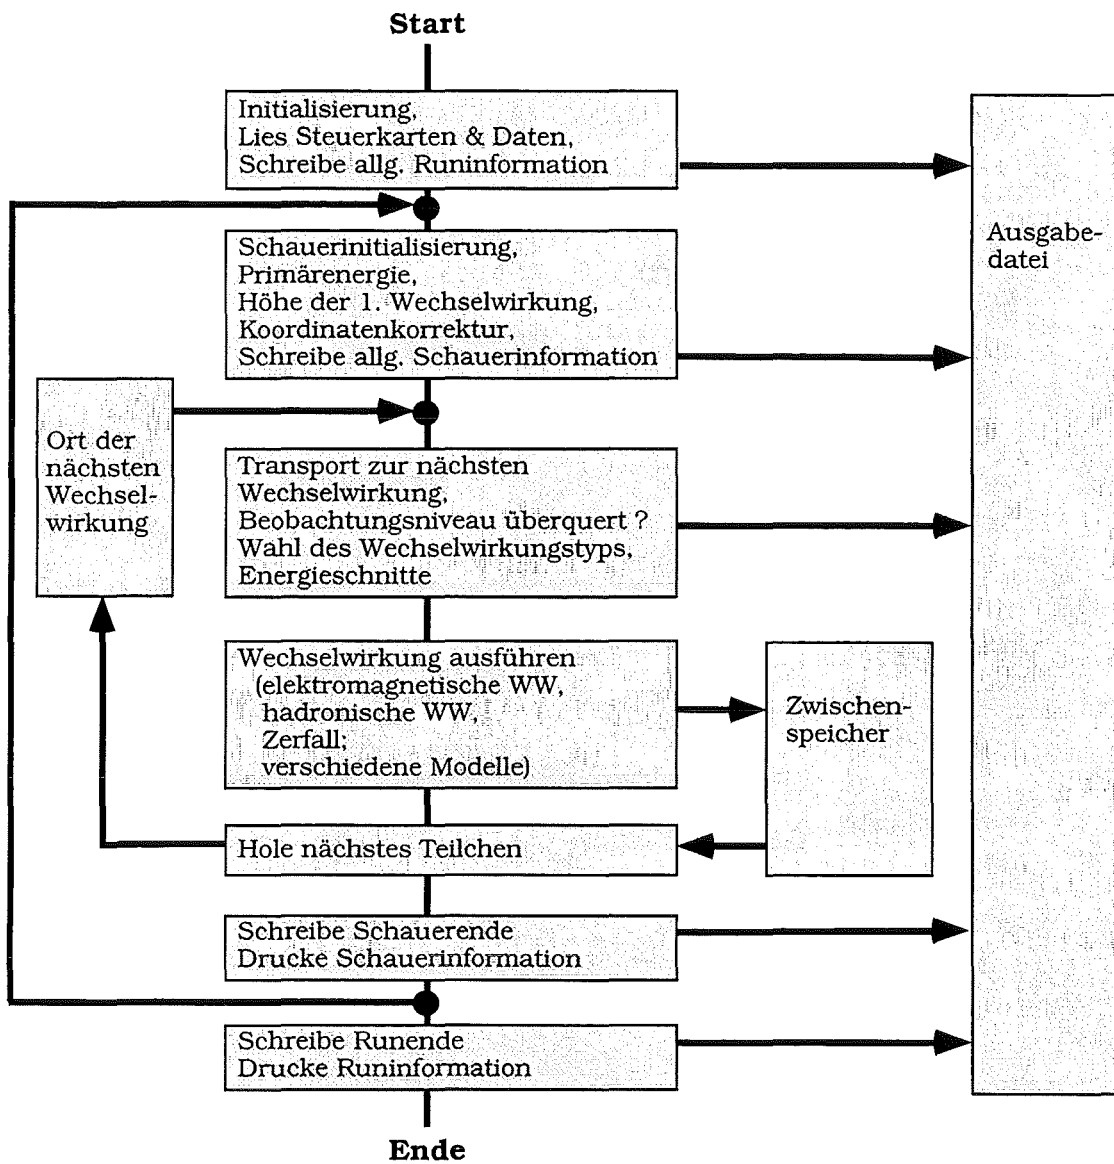 Start
Initialisierung,
Lies Steuerkarten & Daten,
Schreibe allg. Runinformation
Ausgabe-
datei
Schauerinitialisierung,
Primärenergie,
Höhe der 1. Wechselwirkung,
Koordinatenkorrektur,
Schreibe allg. Schauerinformation
Ort der
nächsten
Wechsel-
wirkung
Transport zur nächsten
Wechselwirkung,
Beobachtungsniveau überquert ?
Wahl des Wechselwirkungstyps,
Energieschnitte
Wechselwirkung ausführen
(elektromagnetische WW,
hadronische WW,
Zerfall;
verschiedene Modelle)
Zwischen-
speicher
Hole nächstes Teilchen
Schreibe Schauerende
Drucke Schauerinformation
Schreibe Runende
Drucke Runinformation
Ende